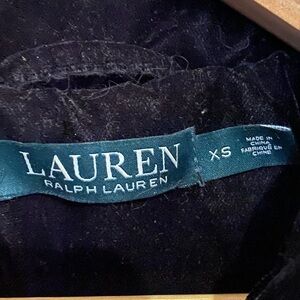 LAUREN
RALPH LAUREN
XS
MADE IN
CHINA
FABRIQUÉ EN
CHINE